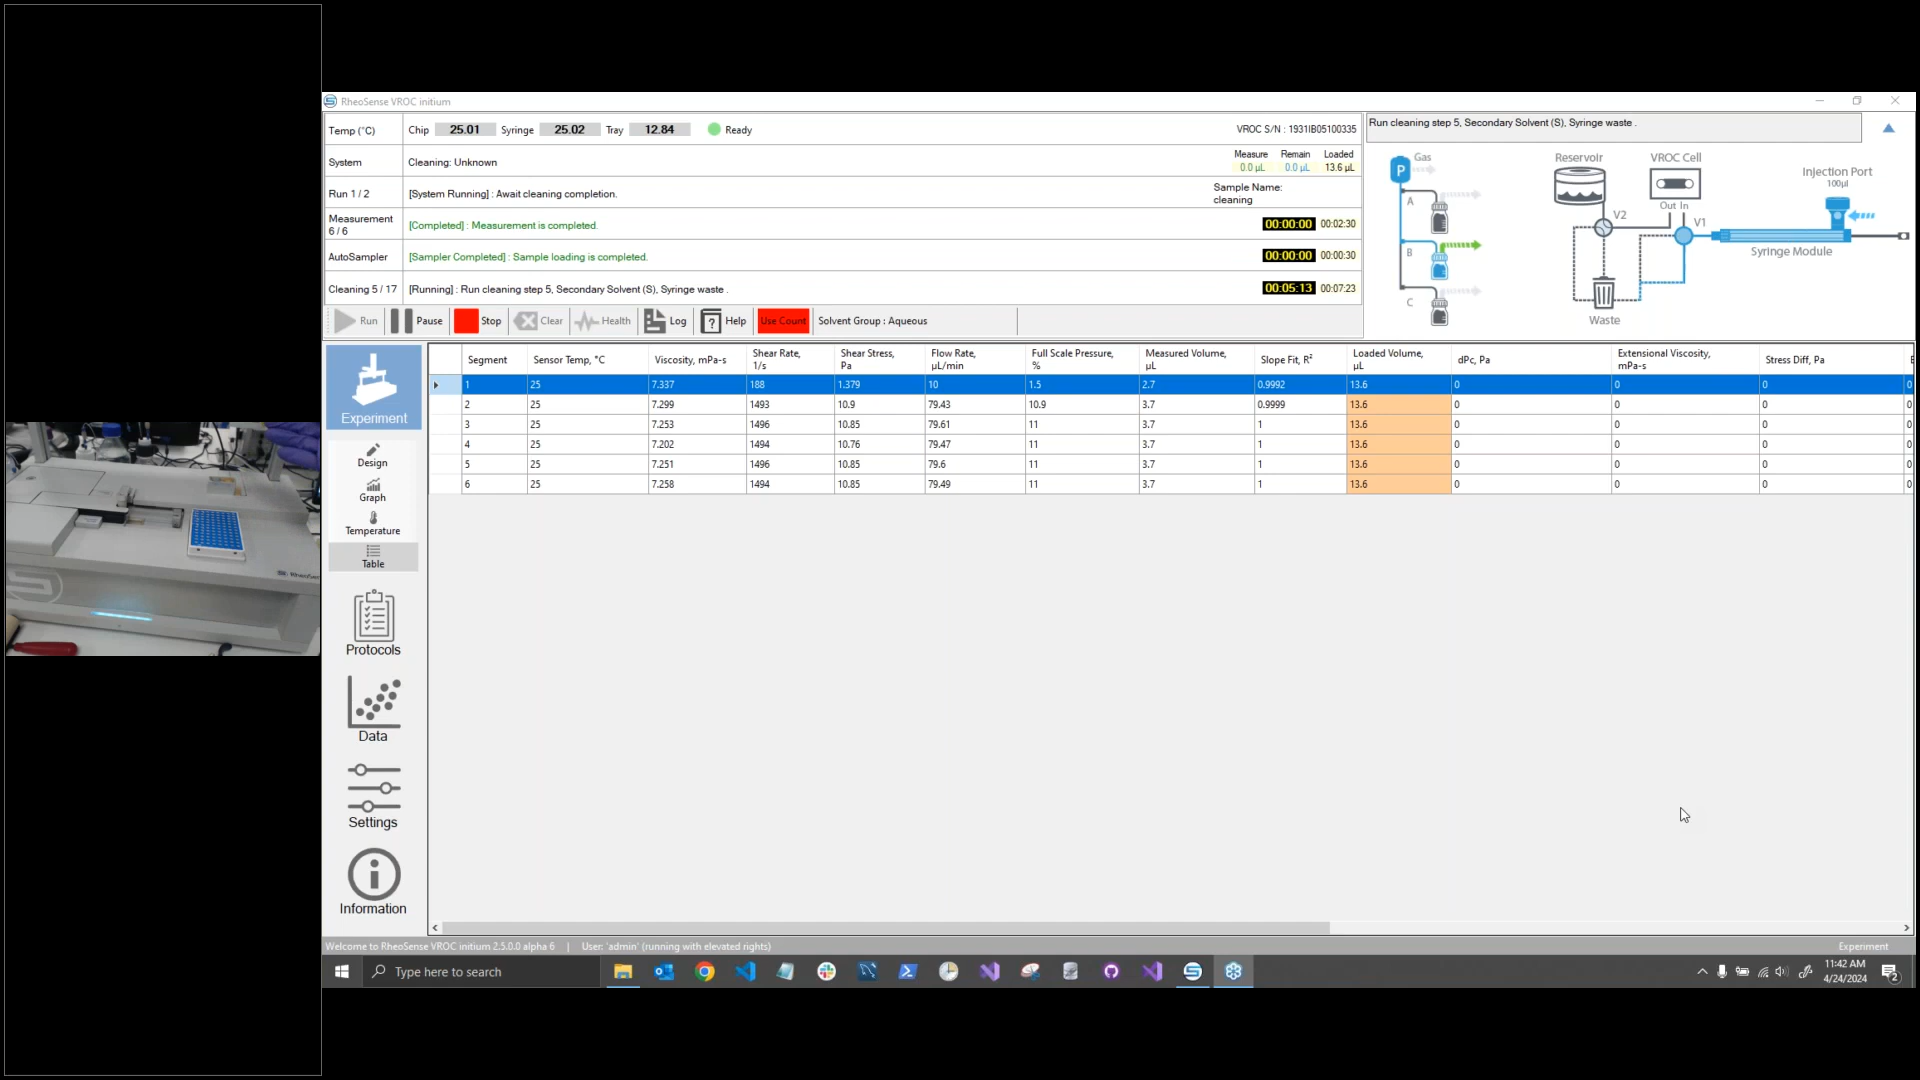 RheoSense VROC initium
Temp (°C) Chip 25.01 Syringe 25.02 Tray 12.84 Ready VROC S/N : 1931IB05100335
System Cleaning: Unknown Measure Remain Loaded
0.0 µL 0.0 µL 13.6 µL
Run 1 / 2 [System Running] : Await cleaning completion. Sample Name:
cleaning
Measurement
6 / 6 [Completed] : Measurement is completed. 00:00:00 00:02:30
AutoSampler [Sampler Completed] : Sample loading is completed. 00:00:00 00:00:30
Cleaning 5 / 17 [Running] : Run cleaning step 5, Secondary Solvent (S), Syringe waste . 00:05:13 00:07:23
Run Pause Stop Clear Health Log Help Use Count Solvent Group : Aqueous
Run cleaning step 5, Secondary Solvent (S), Syringe waste .
P Gas
A
B
C
Reservoir
VROC Cell
Out In
V2
V1
Injection Port
100µl
Syringe Module
Waste
Experiment
Design
Graph
Temperature
Table
Protocols
Data
Settings
Information
Segment Sensor Temp, °C Viscosity, mPa-s Shear Rate, 1/s Shear Stress, Pa Flow Rate, µL/min Full Scale Pressure, % Measured Volume, µL Slope Fit, R² Loaded Volume, µL dPc, Pa Extensional Viscosity, mPa-s Stress Diff, Pa
1 25 7.337 188 1.379 10 1.5 2.7 0.9992 13.6 0 0 0 0
2 25 7.299 1493 10.9 79.43 10.9 3.7 0.9999 13.6 0 0 0 0
3 25 7.253 1496 10.85 79.61 11 3.7 1 13.6 0 0 0 0
4 25 7.202 1494 10.76 79.47 11 3.7 1 13.6 0 0 0 0
5 25 7.251 1496 10.85 79.6 11 3.7 1 13.6 0 0 0 0
6 25 7.258 1494 10.85 79.49 11 3.7 1 13.6 0 0 0 0
Welcome to RheoSense VROC initium 2.5.0.0 alpha 6 | User: 'admin' (running with elevated rights) Experiment
Type here to search
11:42 AM
4/24/2024
2